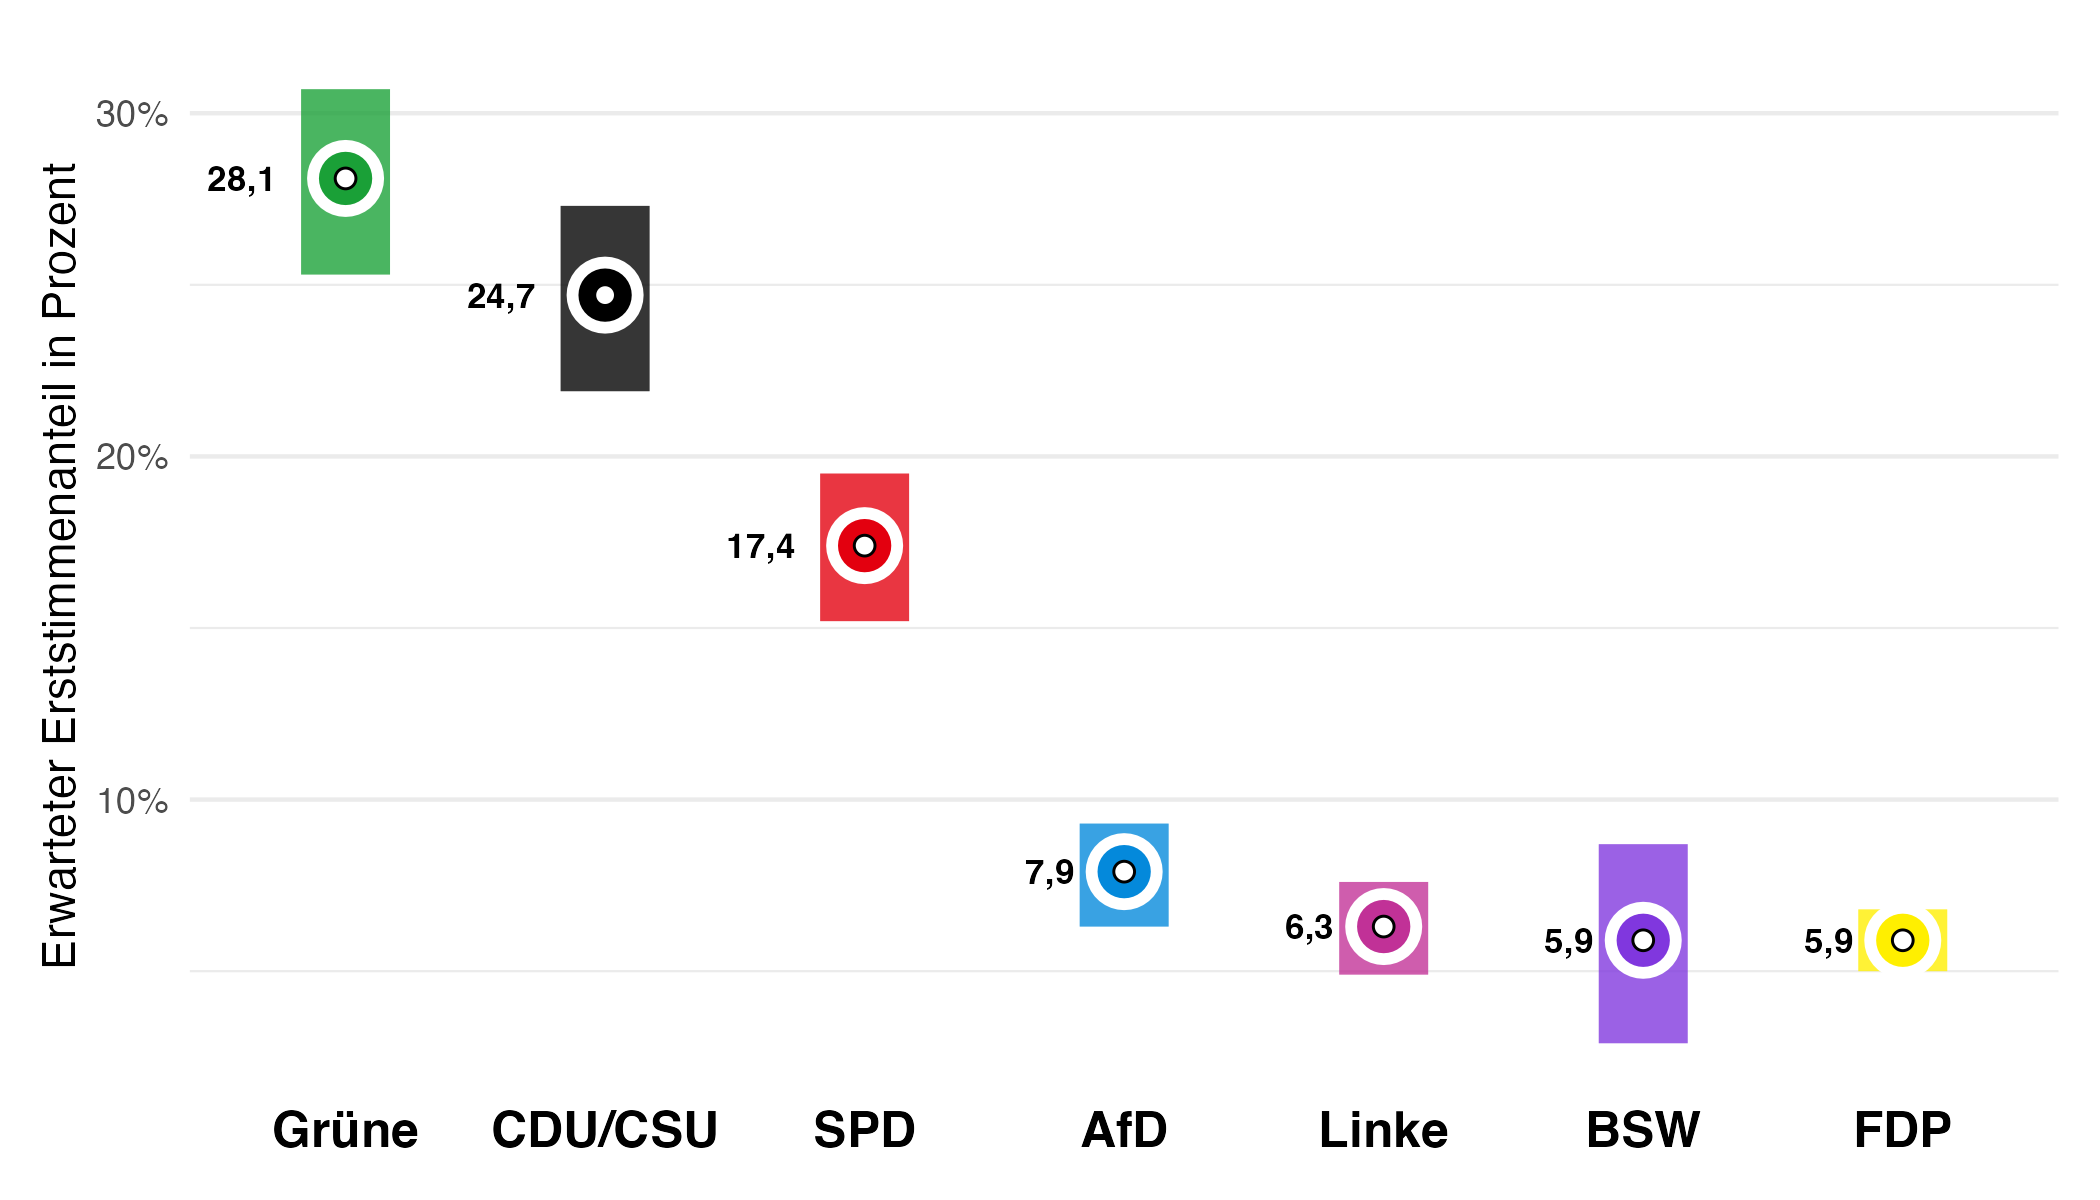 Erwarteter Erststimmenanteil in Prozent
30%
20%
10%
28,1
24,7
17,4
7,9
6,3
5,9
5,9
Grüne
CDU/CSU
SPD
AfD
Linke
BSW
FDP